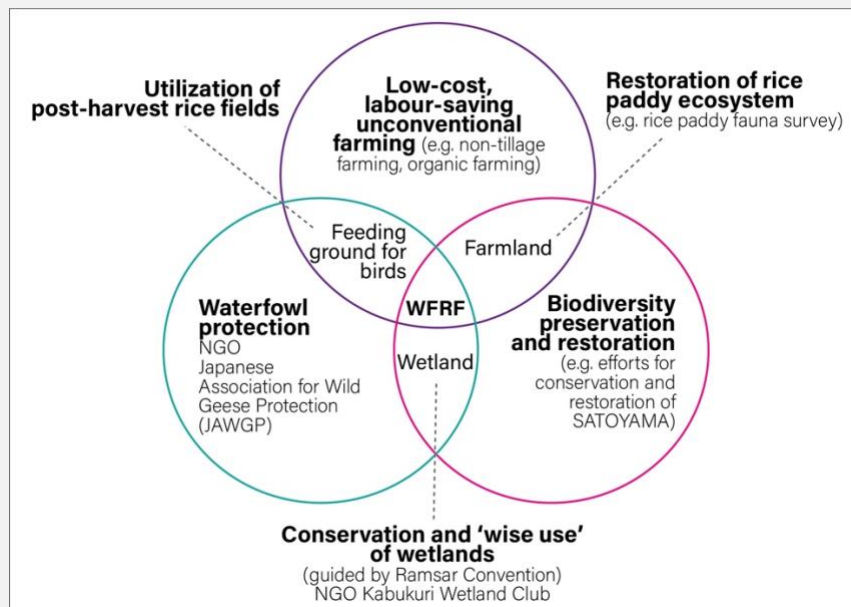 Utilization of
post-harvest rice fields
Low-cost,
labour-saving
unconventional
farming (e.g. non-tillage
farming, organic farming)
Restoration of rice
paddy ecosystem
(e.g. rice paddy fauna survey)
Feeding
ground for
birds
Farmland
WFRF
Waterfowl
protection
NGO
Japanese
Association for Wild
Geese Protection
(JAWGP)
Wetland
Biodiversity
preservation
and restoration
(e.g. efforts for
conservation and
restoration of
SATOYAMA)
Conservation and ‘wise use’
of wetlands
(guided by Ramsar Convention)
NGO Kabukuri Wetland Club